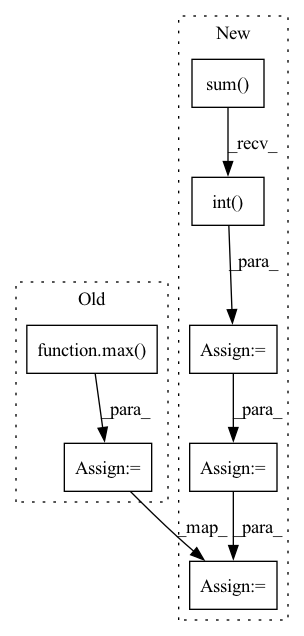 New
sum()
_recv_
int()
_para_
Old
function.max()
Assign:=
_para_
_para_
Assign:=
Assign:=
_map_
_para_
Assign:=